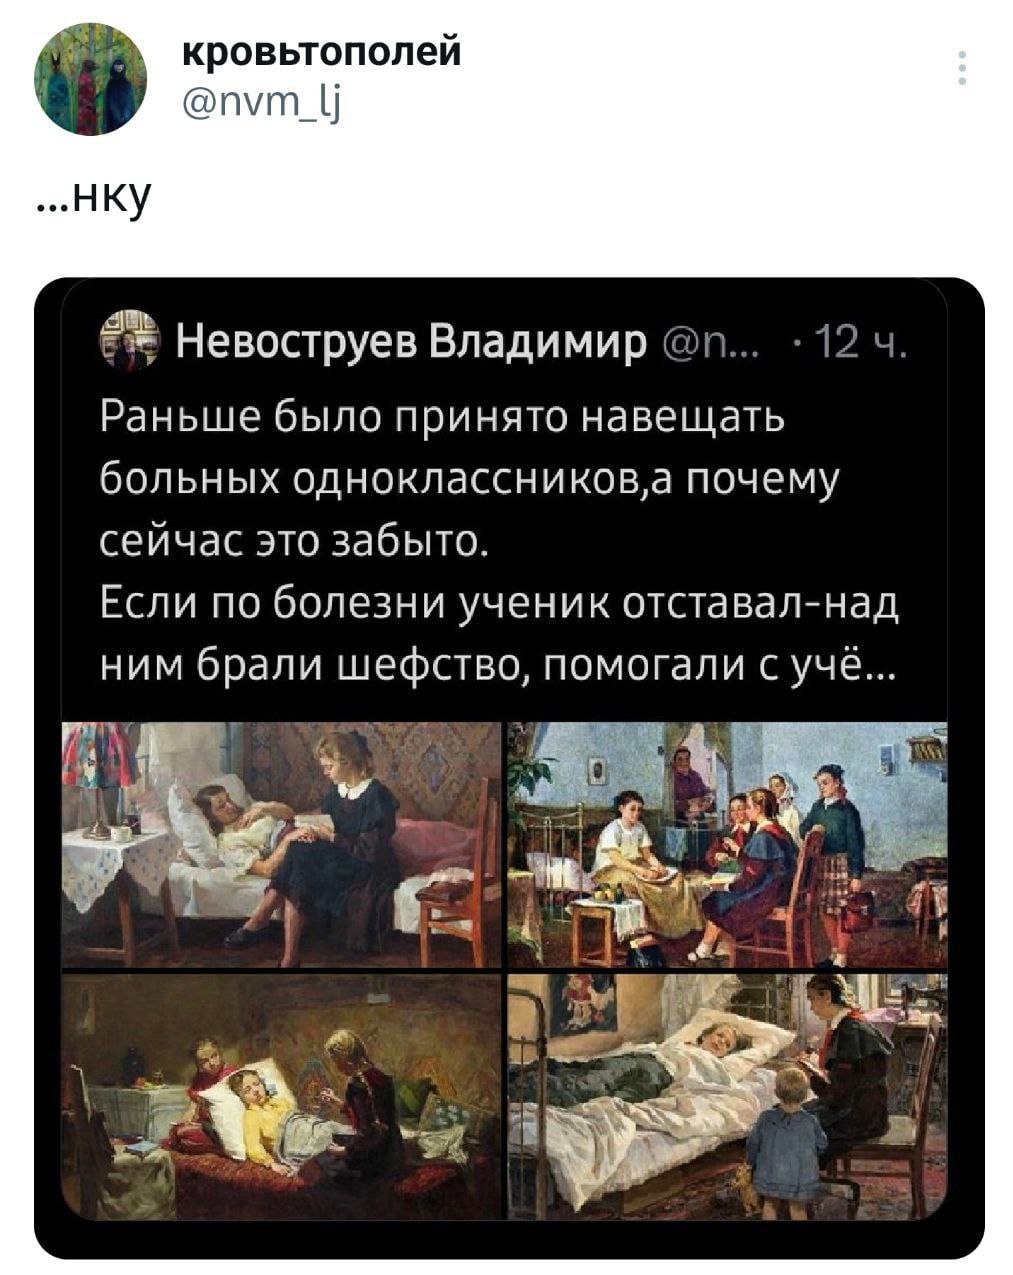 кровьтополей
@nvm_lj
...нку
Невоструев Владимир @п... · 12 ч.
Раньше было принято навещать
больных одноклассников,а почему
сейчас это забыто.
Если по болезни ученик отставал-над
ним брали шефство, помогали с учё...